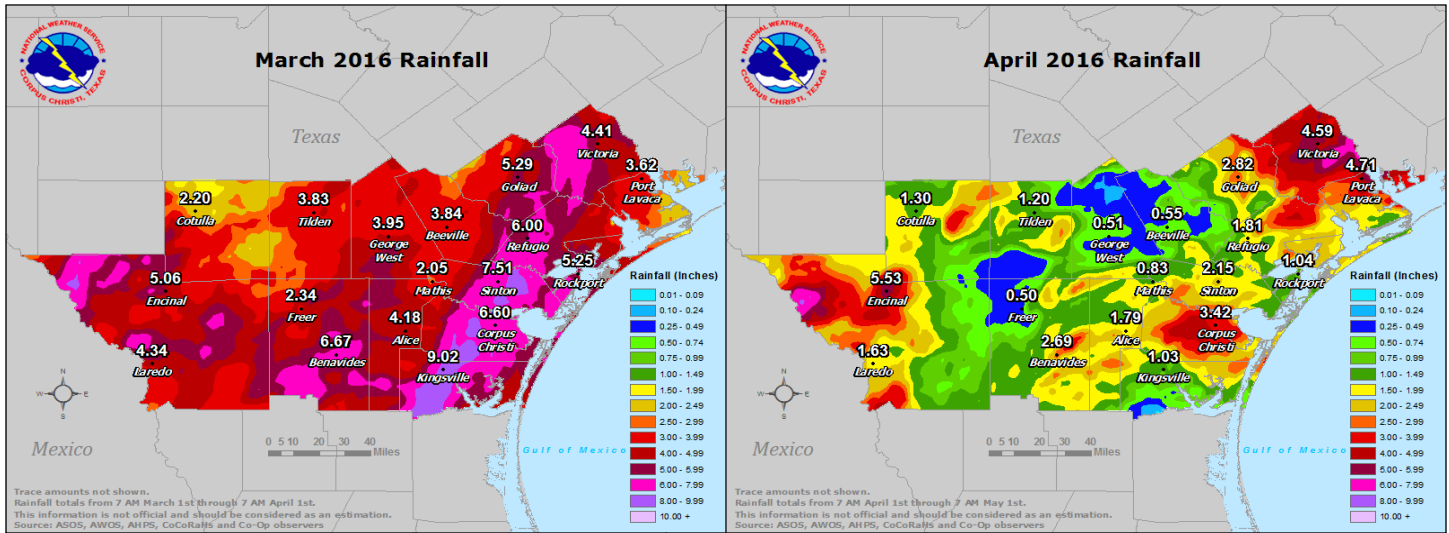 March 2016 Rainfall
NATIONAL WEATHER SERVICE
CORPUS CHRISTI, TEXAS
Texas
4.41
Victoria
5.29
Goliad
3.62
Port
Lavaca
2.20
Cotulla
3.83
Tilden
3.95
George
West
3.84
Beeville
6.00
Refugio
5.25
Rockport
5.06
Encinal
2.05
Mathis
7.51
Sinton
2.34
Freer
4.18
Alice
6.60
Corpus
Christi
4.34
Laredo
6.67
Benavides
9.02
Kingsville
N
W
E
S
Mexico
0 5 10 20 30 40
Miles
Gulf of Mexico
Rainfall (Inches)
0.01 - 0.09
0.10 - 0.24
0.25 - 0.49
0.50 - 0.74
0.75 - 0.99
1.00 - 1.49
1.50 - 1.99
2.00 - 2.49
2.50 - 2.99
3.00 - 3.99
4.00 - 4.99
5.00 - 5.99
6.00 - 7.99
8.00 - 9.99
10.00 +
Trace amounts not shown.
Rainfall totals from 7 AM March 1st through 7 AM April 1st.
This information is not official and should be considered as an estimation.
Source: ASOS, AWOS, AHPS, CoCoRaHs and Co-Op observers
April 2016 Rainfall
NATIONAL WEATHER SERVICE
CORPUS CHRISTI, TEXAS
Texas
4.59
Victoria
2.82
Goliad
4.71
Port
Lavaca
1.30
Cotulla
1.20
Tilden
0.51
George
West
0.55
Beeville
1.81
Refugio
1.04
Rockport
5.53
Encinal
0.83
Mathis
2.15
Sinton
0.50
Freer
1.79
Alice
3.42
Corpus
Christi
1.63
Laredo
2.69
Benavides
1.03
Kingsville
N
W
E
S
Mexico
0 5 10 20 30 40
Miles
Gulf of Mexico
Rainfall (Inches)
0.01 - 0.09
0.10 - 0.24
0.25 - 0.49
0.50 - 0.74
0.75 - 0.99
1.00 - 1.49
1.50 - 1.99
2.00 - 2.49
2.50 - 2.99
3.00 - 3.99
4.00 - 4.99
5.00 - 5.99
6.00 - 7.99
8.00 - 9.99
10.00 +
Trace amounts not shown.
Rainfall totals from 7 AM April 1st through 7 AM May 1st.
This information is not official and should be considered as an estimation.
Source: ASOS, AWOS, AHPS, CoCoRaHs and Co-Op observers